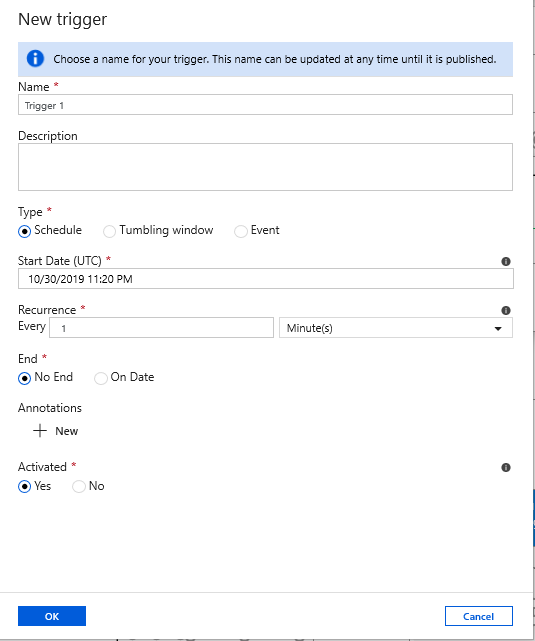 New trigger
Choose a name for your trigger. This name can be updated at any time until it is published.
Name *
Trigger 1
Description
Type *
Schedule Tumbling window Event
Start Date (UTC) *
10/30/2019 11:20 PM
Recurrence *
Every 1 Minute(s)
End *
No End On Date
Annotations
+ New
Activated *
Yes No
OK Cancel